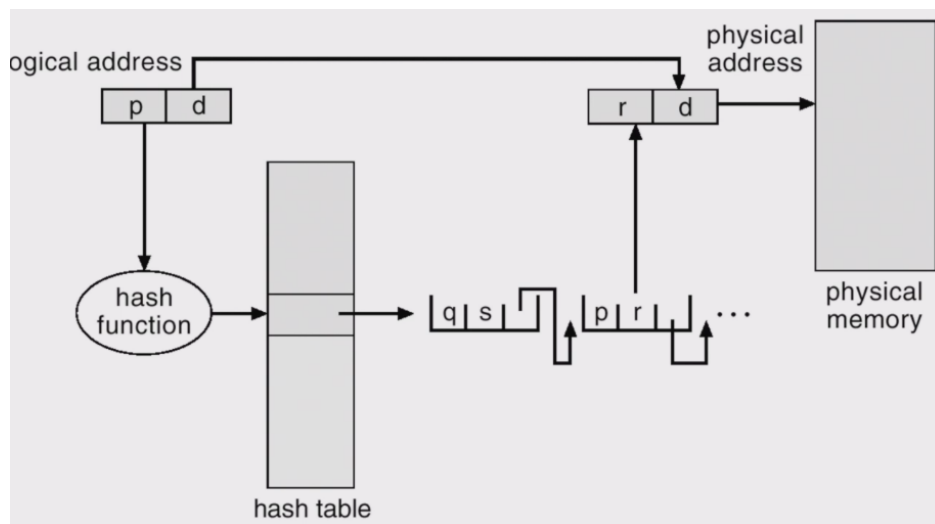 ogical address
physical
address
p d
r d
hash
function
q s
p r
...
physical
memory
hash table